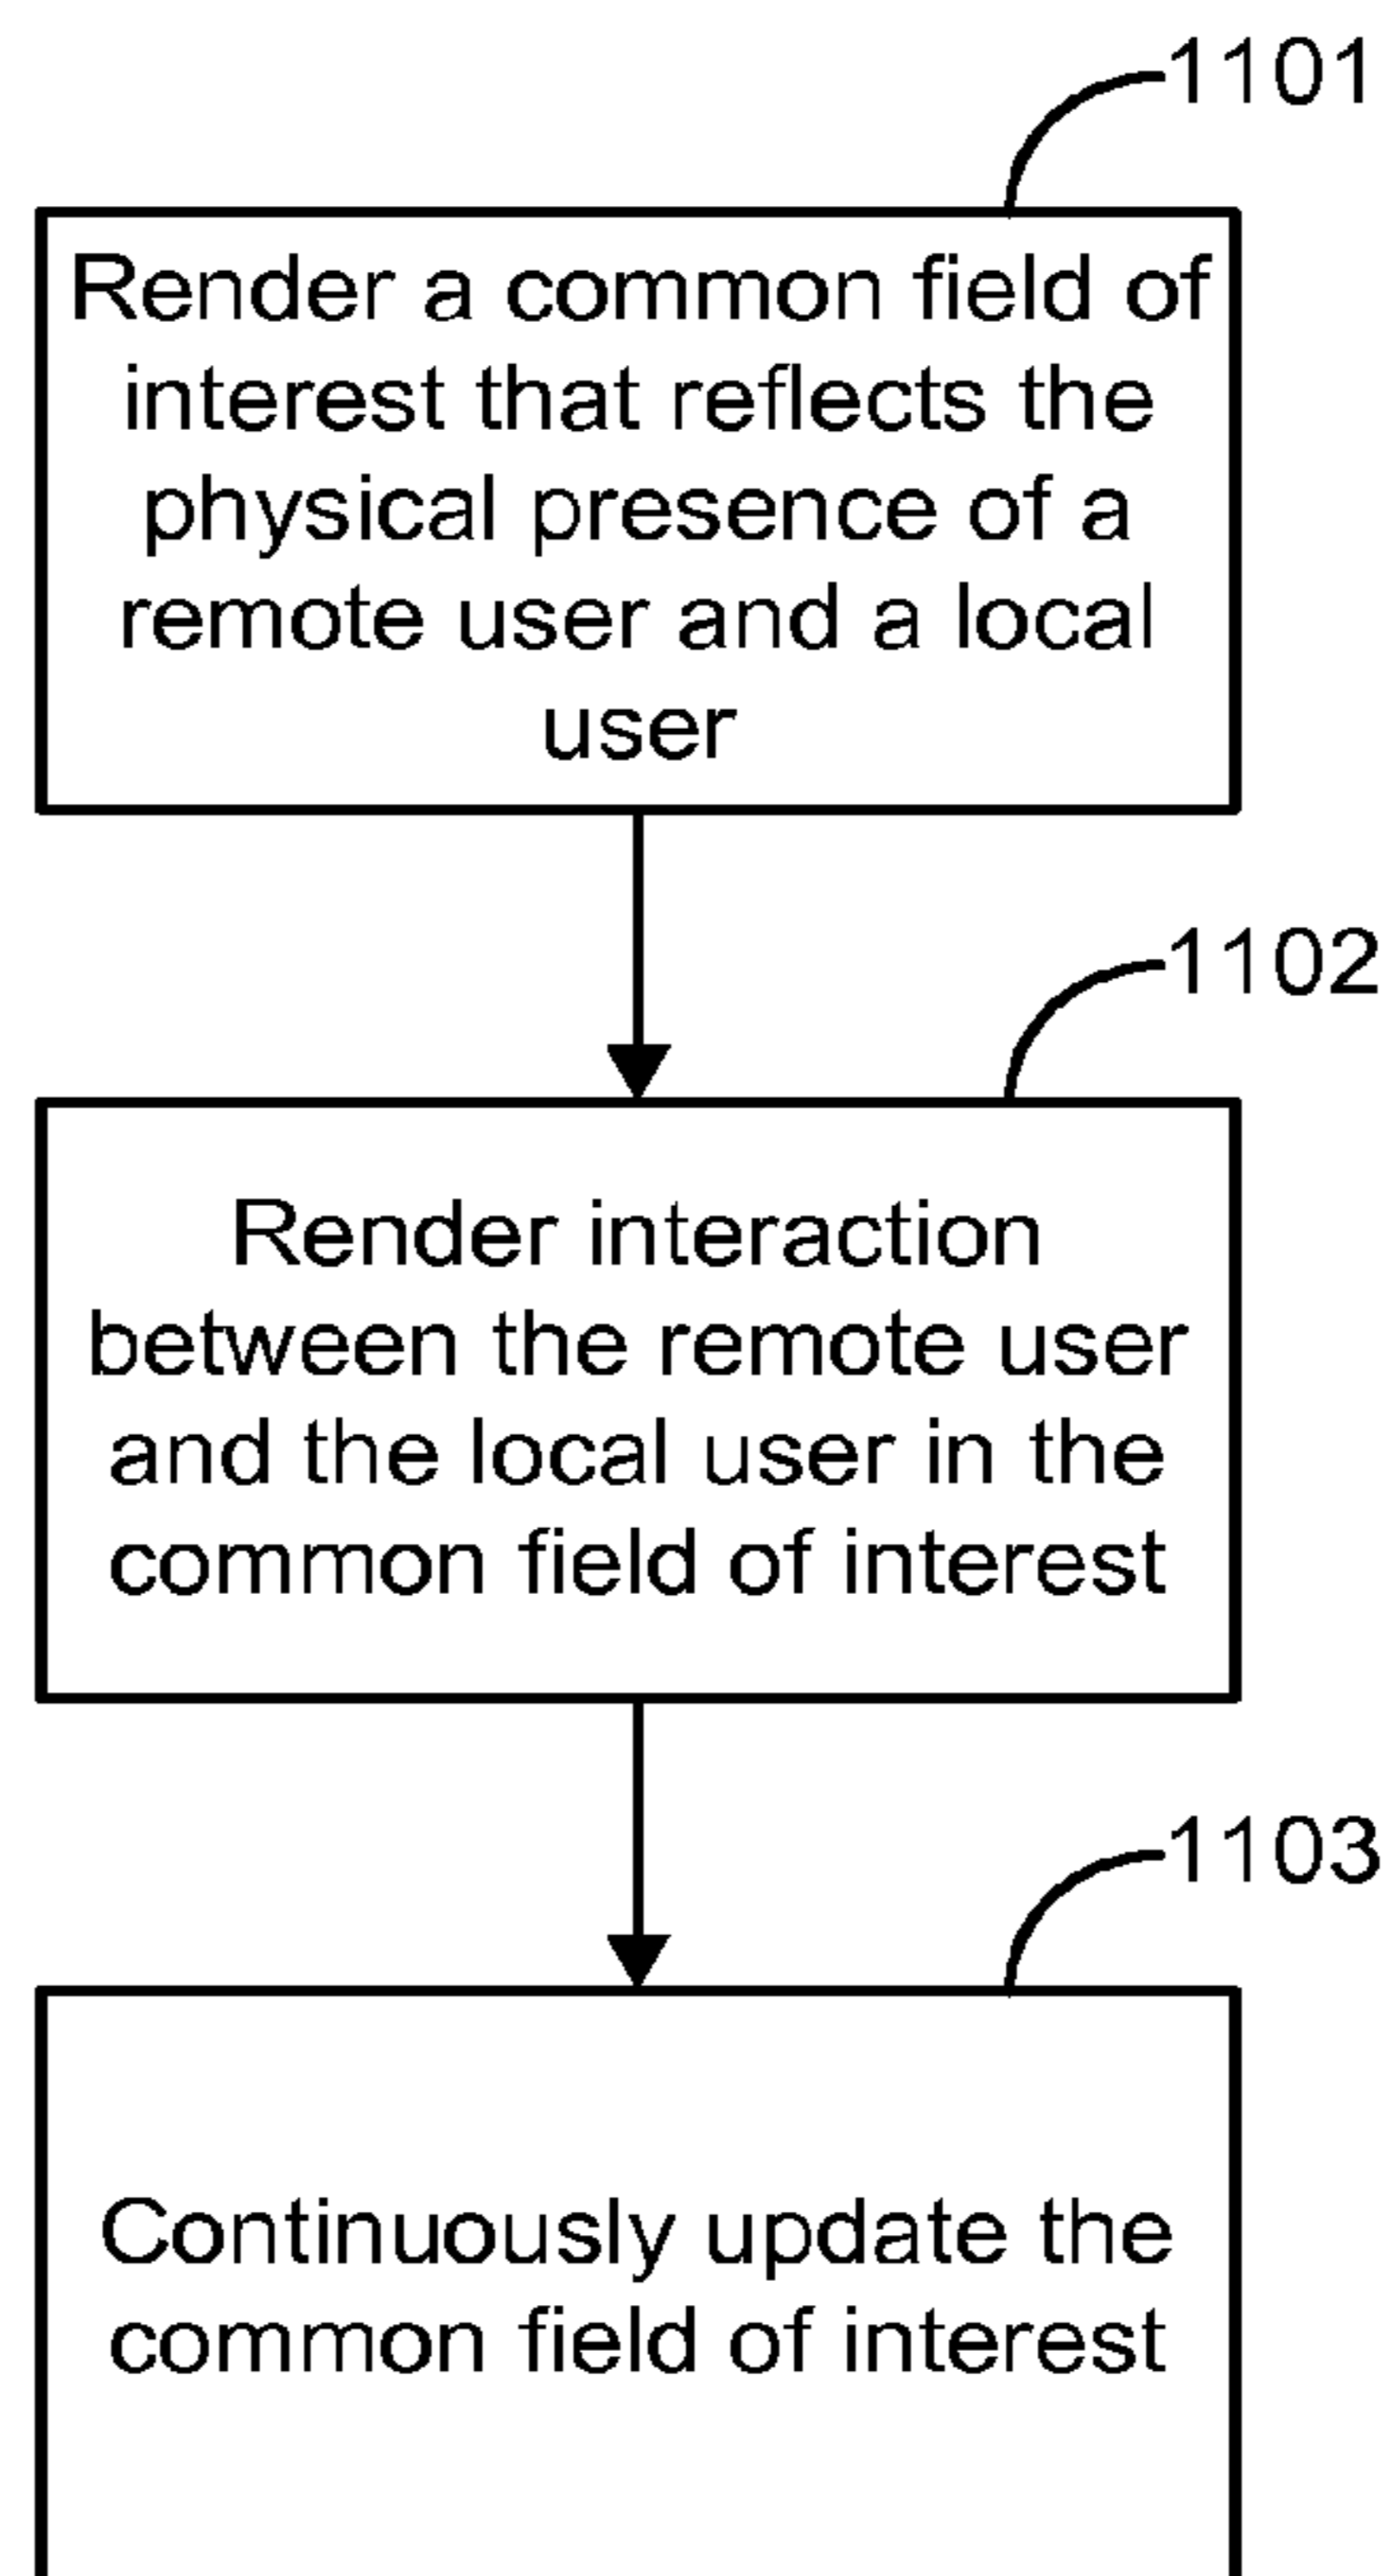 1101
Render a common field of
interest that reflects the
physical presence of a
remote user and a local
user
1102
Render interaction
between the remote user
and the local user in the
common field of interest
1103
Continuously update the
common field of interest